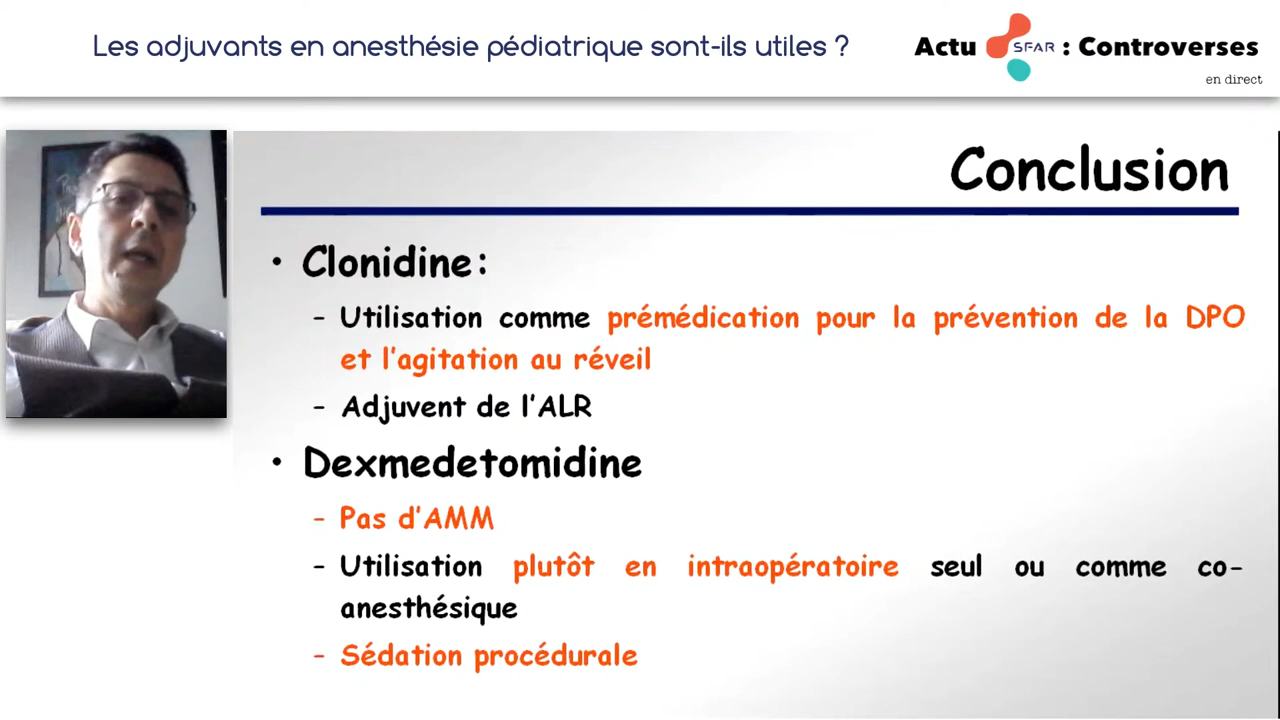 Les adjuvants en anesthésie pédiatrique sont-ils utiles ?
Actu SFAR : Controverses
en direct
Conclusion
• Clonidine:
- Utilisation comme prémédication pour la prévention de la DPO
et l'agitation au réveil
- Adjuvent de l'ALR
• Dexmedetomidine
- Pas d'AMM
- Utilisation plutôt en intraopératoire seul ou comme co-
anesthésique
- Sédation procédurale